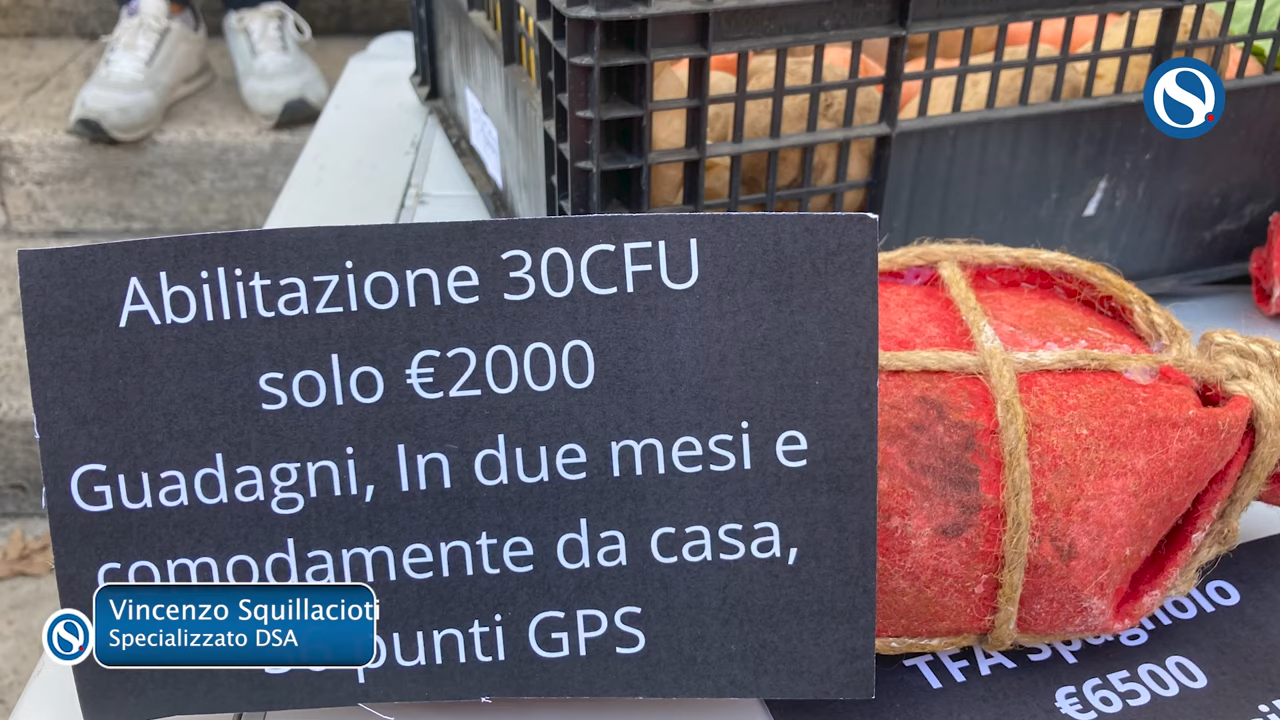 Abilitazione 30CFU
solo €2000
Guadagni, In due mesi e
comodamente da casa,
punti GPS
TFA Spagnolo
€6500
Vincenzo Squillacioti
Specializzato DSA